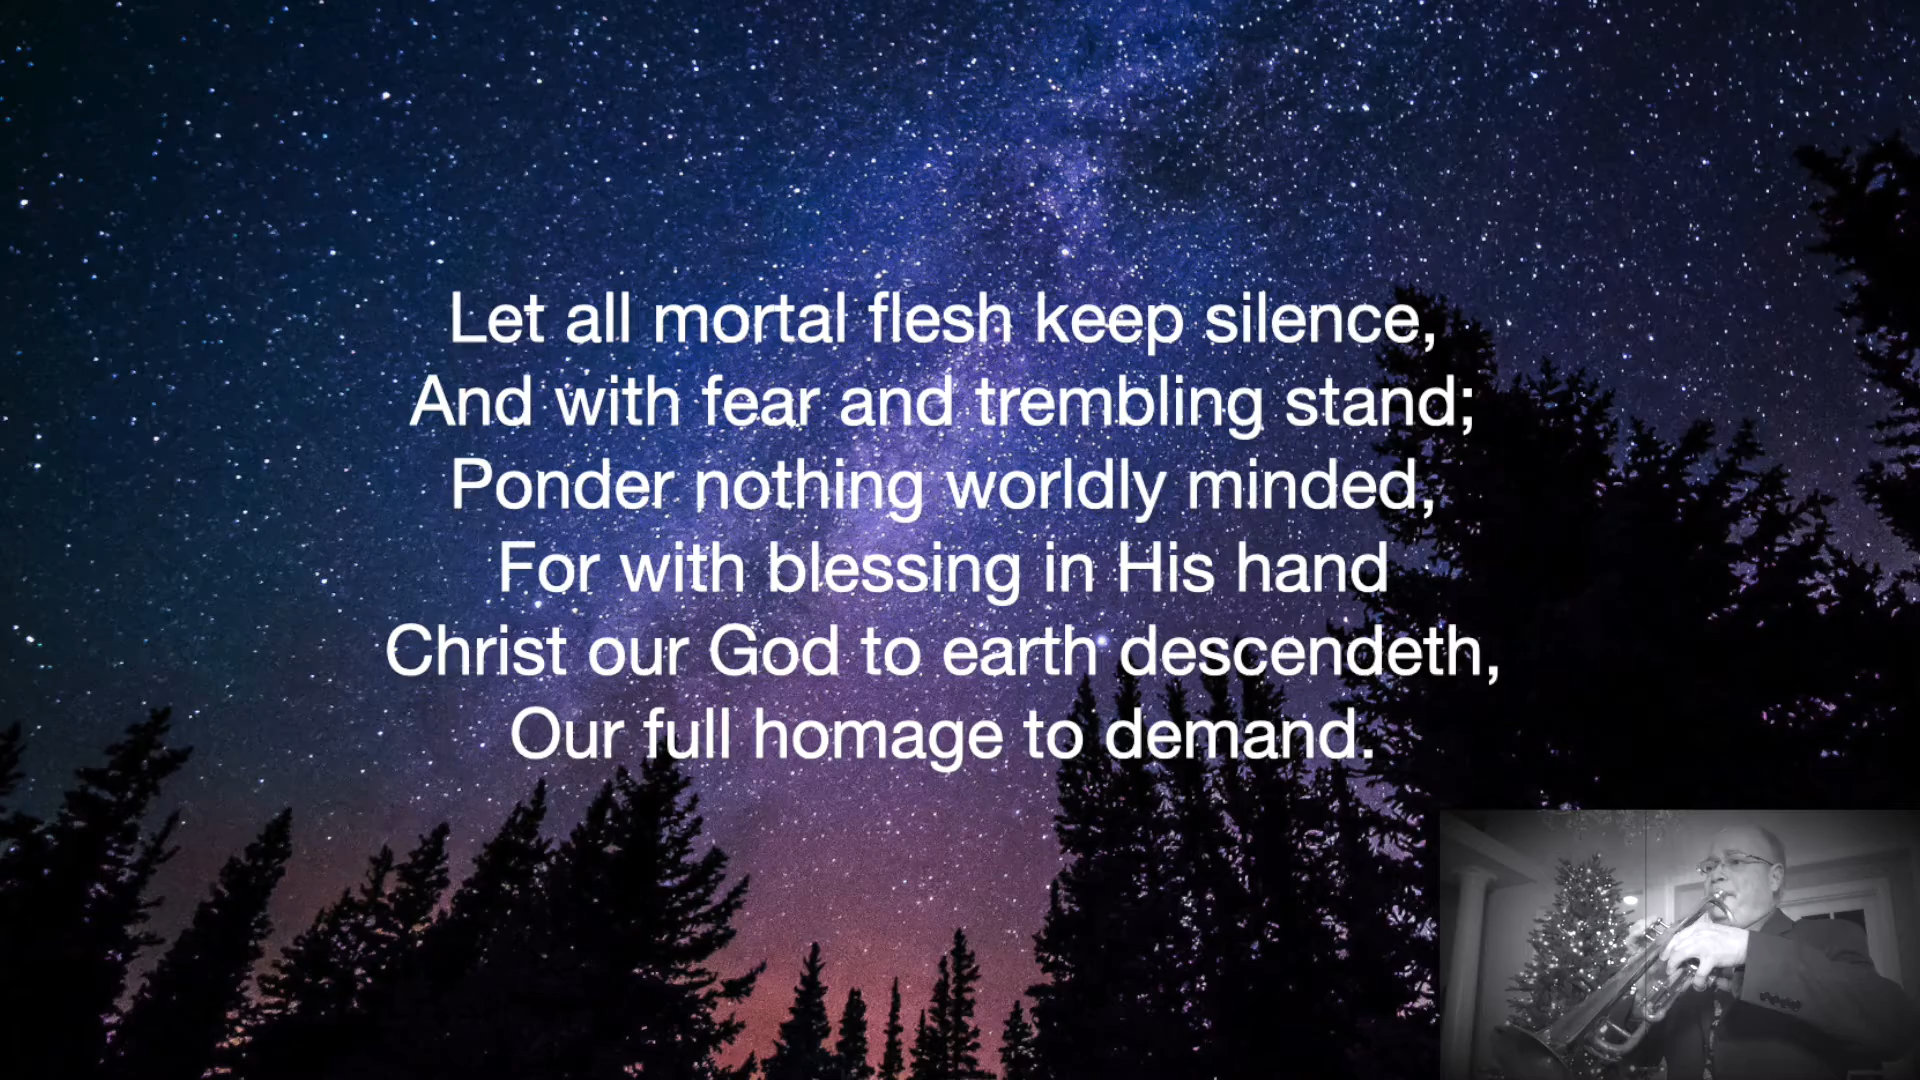 Let all mortal flesh keep silence,
And with fear and trembling stand;
Ponder nothing worldly minded,
For with blessing in His hand
Christ our God to earth descendeth,
Our full homage to demand.